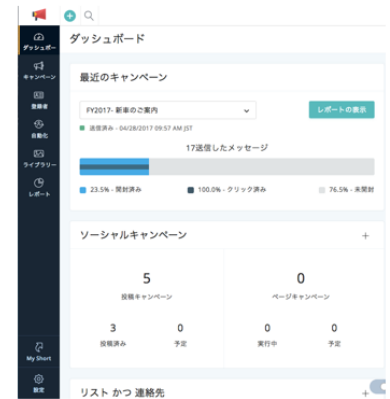 ダッシュボード
ダッシュボー
キャンペーン
登録者
自動化
ライブラリー
レポート
My Short
設定
最近のキャンペーン
FY2017- 新車のご案内
レポートの表示
送信済み - 04/28/2017 09:57 AM JST
17送信したメッセージ
23.5% - 開封済み
100.0% - クリック済み
76.5% - 未開封
ソーシャルキャンペーン
+
5
投稿キャンペーン
0
ページキャンペーン
3
投稿済み
0
予定
0
実行中
0
予定
リスト かつ 連絡先
+